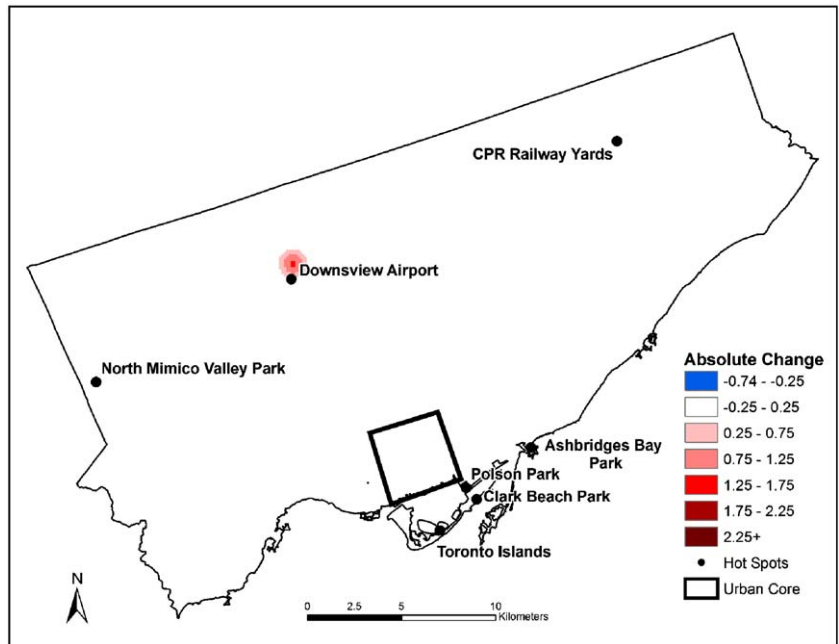 CPR Railway Yards
Downsview Airport
North Mimico Valley Park
Ashbridges Bay
Park
Polson Park
Clark Beach Park
Toronto Islands
Absolute Change
-0.74 - -0.25
-0.25 - 0.25
0.25 - 0.75
0.75 - 1.25
1.25 - 1.75
1.75 - 2.25
2.25+
Hot Spots
Urban Core
N
0 2.5 5 10
Kilometers